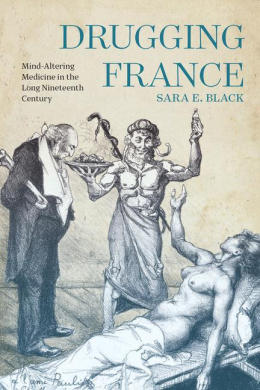 DRUGGING
FRANCE
Mind-Altering
Medicine in the
Long Nineteenth
Century
SARA E. BLACK